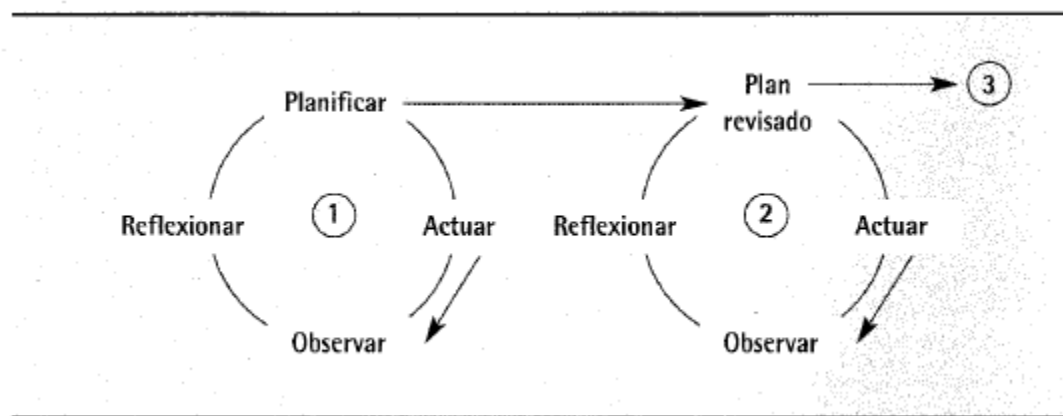 Plan
3
Planificar
revisado
Reflexionar
1
Actuar
Reflexionar
2
Actuar
Observar
Observar